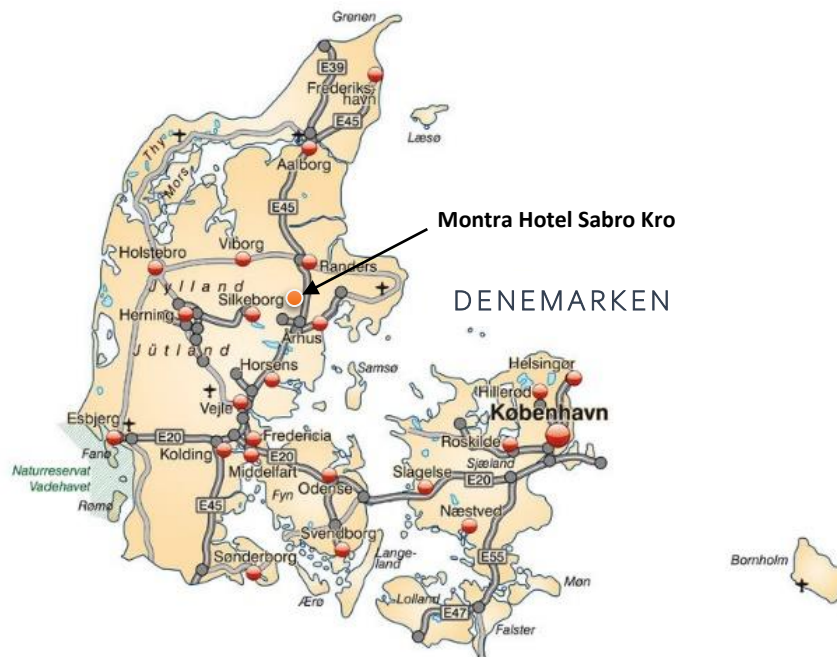 Grenen
E39
Frederiks-
havn
E45
Læsø
Thy
Mors
Aalborg
E45
Montra Hotel Sabro Kro
Holstebro
Viborg
Randers
Jylland
Silkeborg
DENEMARKEN
Herning
Århus
Jütland
Samsø
Helsingør
Horsens
Hillerød
Vejle
København
Esbjerg
E20
Fredericia
Roskilde
Fanø
Kolding
E20
Slagelse
Sjæland
Naturreservat
Vadehavet
Middelfart
Odense
E20
Rømø
E45
Fyn
Næstved
Svendborg
Sønderborg
Lange-
land
E55
Bornholm
Ærø
Lolland
Møn
E47
Falster